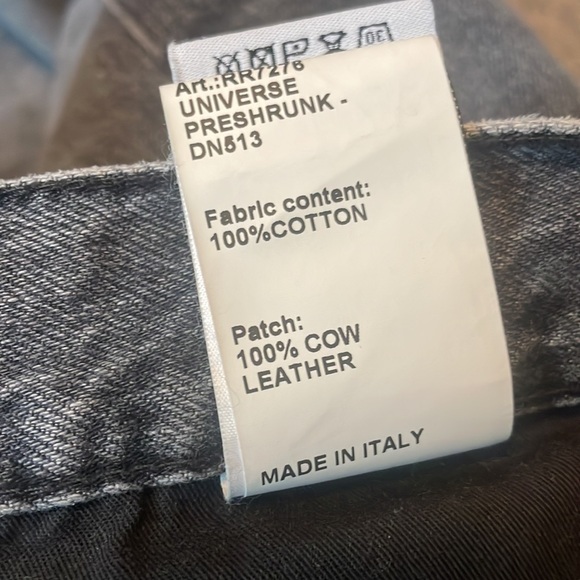 Art.:RR7276
UNIVERSE
PRESHRUNK -
DN513
Fabric content:
100%COTTON
Patch:
100% COW
LEATHER
MADE IN ITALY